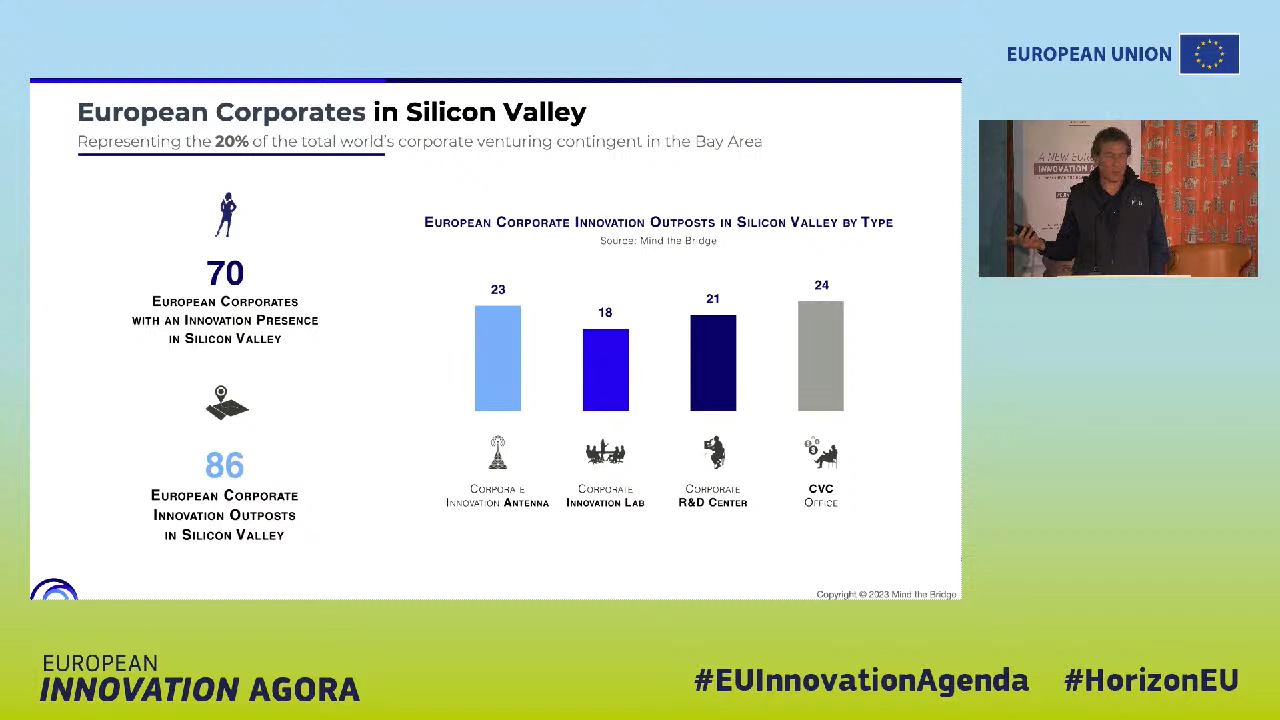 EUROPEAN UNION
European Corporates in Silicon Valley
Representing the 20% of the total world's corporate venturing contingent in the Bay Area
70
EUROPEAN CORPORATES
WITH AN INNOVATION PRESENCE
IN SILICON VALLEY
86
EUROPEAN CORPORATE
INNOVATION OUTPOSTS
IN SILICON VALLEY
EUROPEAN CORPORATE INNOVATION OUTPOSTS IN SILICON VALLEY BY TYPE
Source: Mind the Bridge
23
18
21
24
CORPORATE
INNOVATION ANTENNA
CORPORATE
INNOVATION LAB
CORPORATE
R&D CENTER
CVC
OFFICE
Copyright © 2023 Mind the Bridge
A NEW EUR
INNOVATION A
EUROPEAN
INNOVATION AGORA
#EUInnovationAgenda #HorizonEU